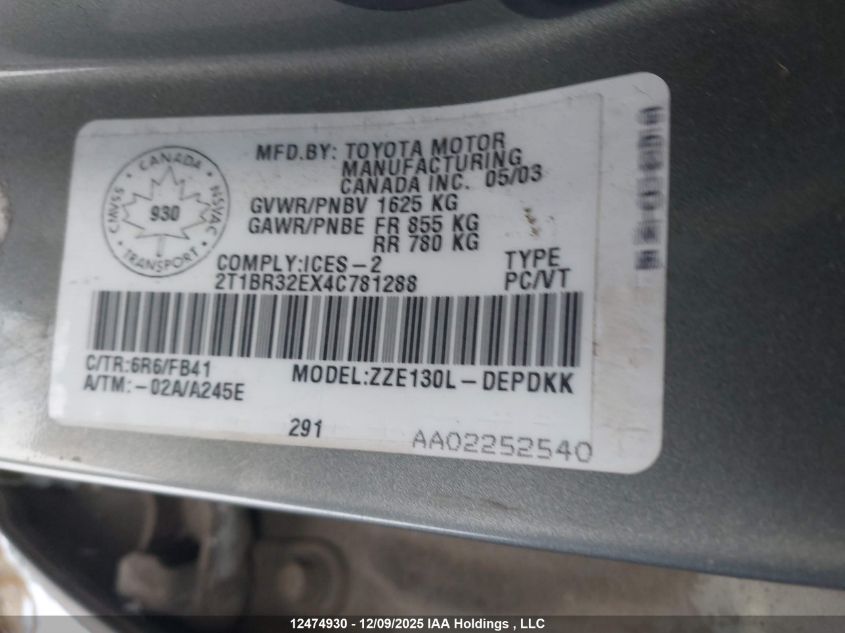 MFD.BY: TOYOTA MOTOR
MANUFACTURING
CANADA INC. 05/03
GVWR/PNBV 1625 KG
GAWR/PNBE FR 855 KG
RR 780 KG
CANADA
CMVSS
930
NSVAC
TRANSPORT
COMPLY:ICES-2
TYPE
2T1BR32EX4C781288
PC/VT
C/TR:6R6/FB41
A/TM:-02A/A245E
MODEL:ZZE130L-DEPDKK
291
AA02252540
12474930 - 12/09/2025 IAA Holdings , LLC